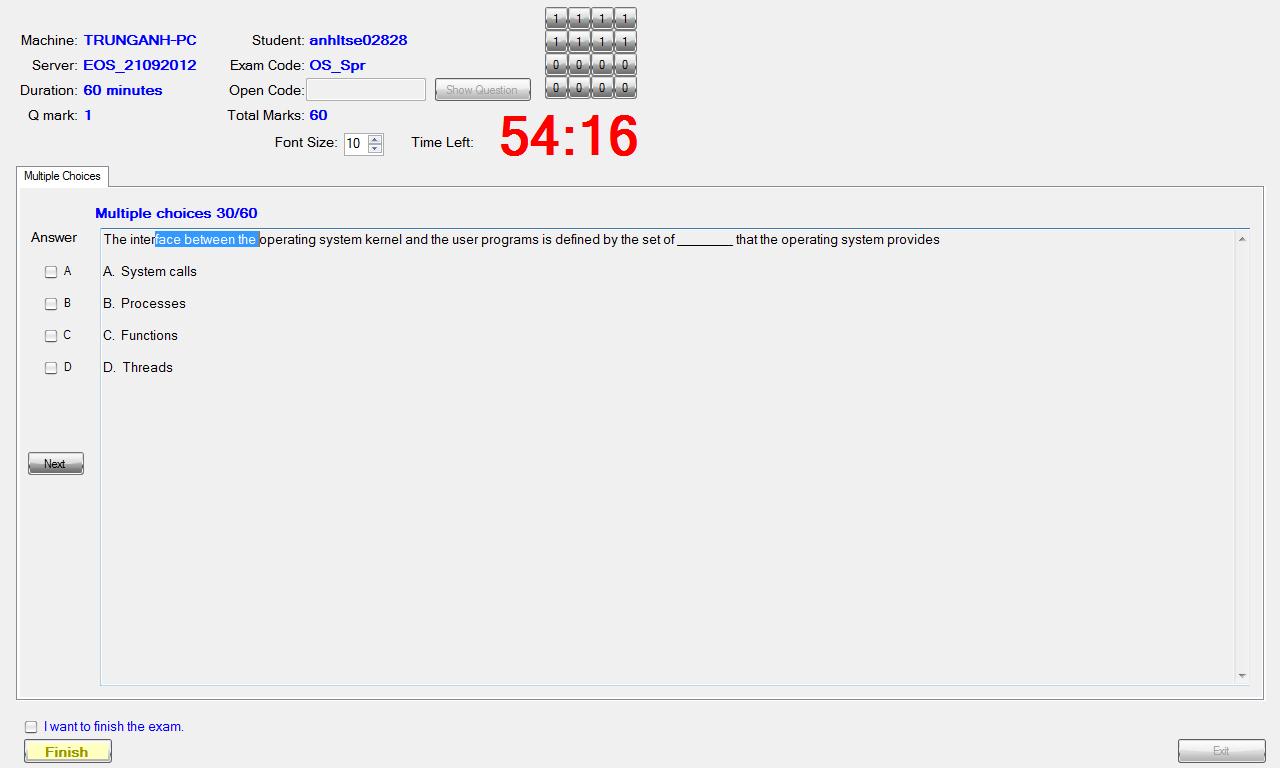 Machine: TRUNGANH-PC Student: anhltse02828
Server: EOS_21092012 Exam Code: OS_Spr
Duration: 60 minutes Open Code: Show Question
Q mark: 1 Total Marks: 60
1 1 1 1
1 1 1 1
0 0 0 0
0 0 0 0
Font Size: 10 Time Left: 54:16
Multiple Choices
Multiple choices 30/60
Answer
The interface between the operating system kernel and the user programs is defined by the set of ________ that the operating system provides
A A. System calls
B B. Processes
C C. Functions
D D. Threads
Next
I want to finish the exam.
Finish
Exit